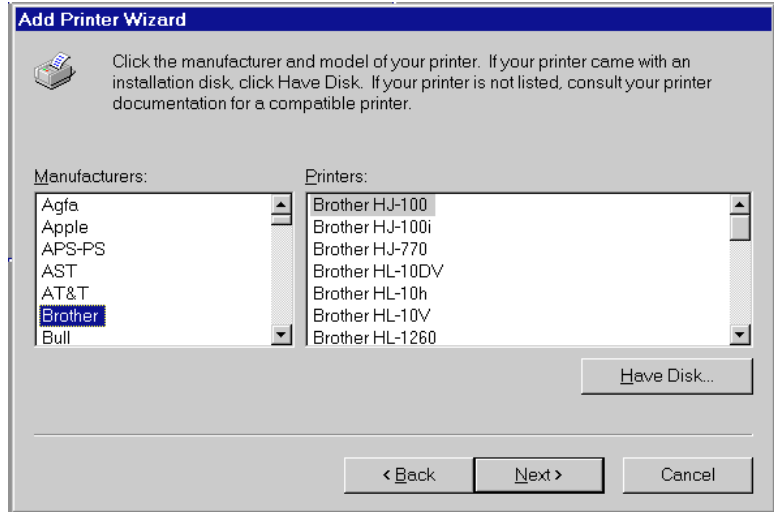 Add Printer Wizard
Click the manufacturer and model of your printer. If your printer came with an
installation disk, click Have Disk. If your printer is not listed, consult your printer
documentation for a compatible printer.
Manufacturers:
Agfa
Apple
APS-PS
AST
AT&T
Brother
Bull
Printers:
Brother HJ-100
Brother HJ-100i
Brother HJ-770
Brother HL-10DV
Brother HL-10h
Brother HL-10V
Brother HL-1260
Have Disk...
< Back
Next >
Cancel